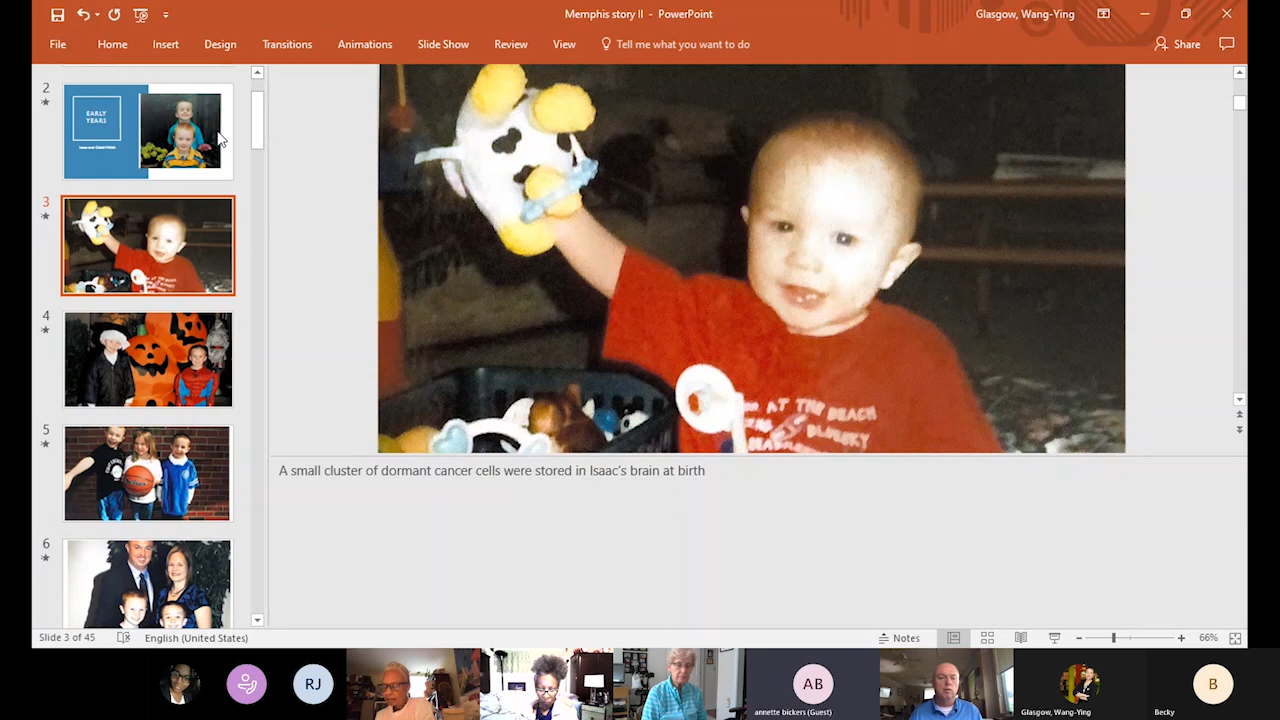 Memphis story II - PowerPoint
Glasgow, Wang-Ying
File Home Insert Design Transitions Animations Slide Show Review View Tell me what you want to do Share
2
EARLY
YEARS
3
4
5
6
AT THE BEACH
A small cluster of dormant cancer cells were stored in Isaac's brain at birth
Slide 3 of 45 English (United States) Notes 66%
RJ
AB
annette bickers (Guest)
Glasgow, Wang-Ying
B
Becky